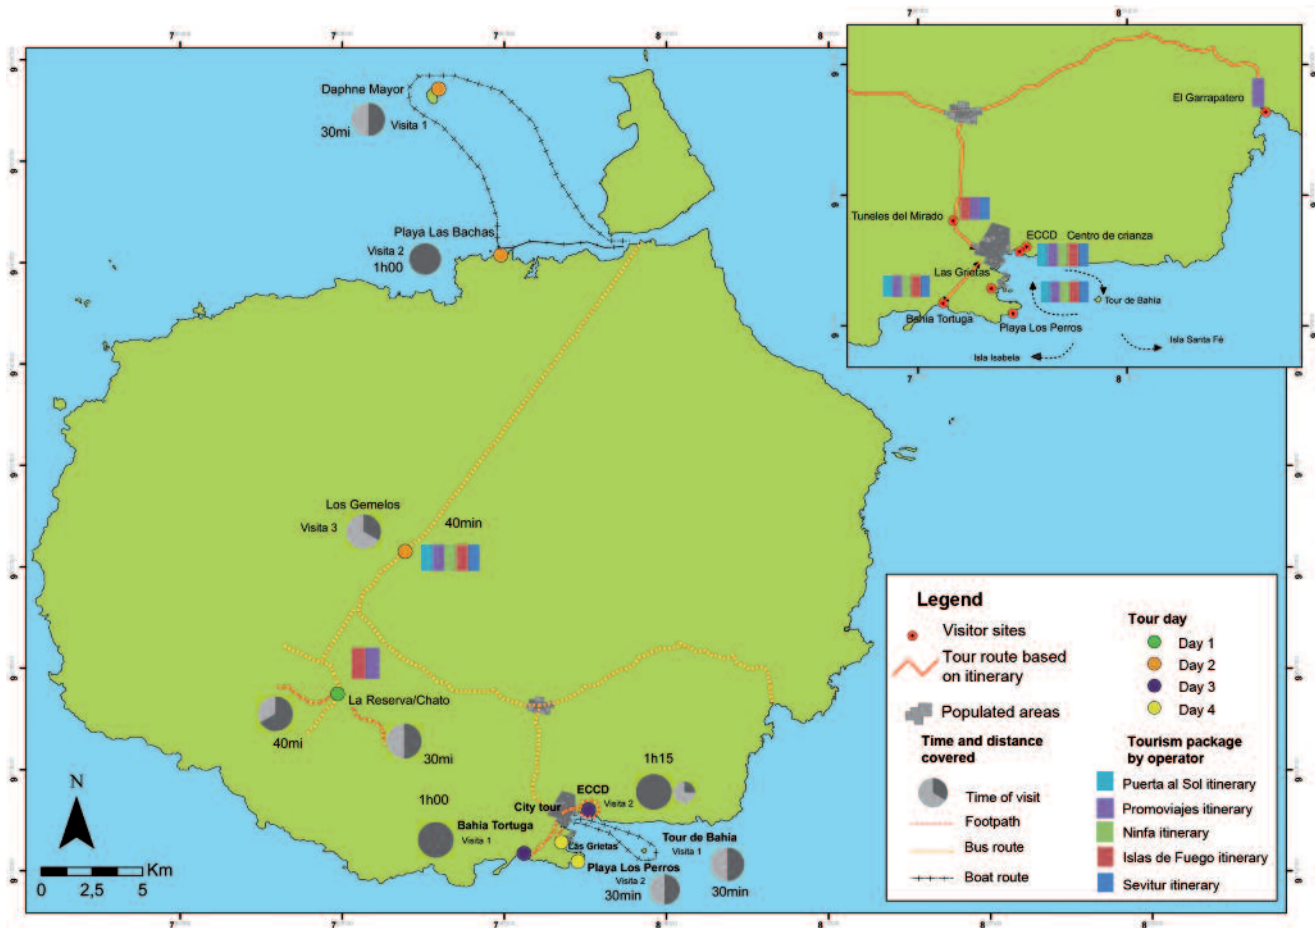 Daphne Mayor
30mi
Visita 1
Playa Las Bachas
Visita 2
1h00
Los Gemelos
Visita 3
40min
La Reserva/Chato
40mi
30mi
1h15
1h00
ECCD
Visita 2
City tour
Bahia Tortuga
Visita 1
Las Grietas
Tour de Bahia
Visita 1
Playa Los Perros
Visita 2
30min
30min
N
0 2,5 5 Km
El Garrapatero
Tuneles del Mirado
ECCD Centro de crianza
Las Grietas
Tour de Bahia
Bahia Tortuga
Playa Los Perros
Isla Santa Fé
Isla Isabela
Legend
Visitor sites
Tour route based
on itinerary
Populated areas
Time and distance
covered
Time of visit
Footpath
Bus route
Boat route
Tour day
Day 1
Day 2
Day 3
Day 4
Tourism package
by operator
Puerta al Sol itinerary
Promoviajes itinerary
Ninfa itinerary
Islas de Fuego itinerary
Sevitur itinerary